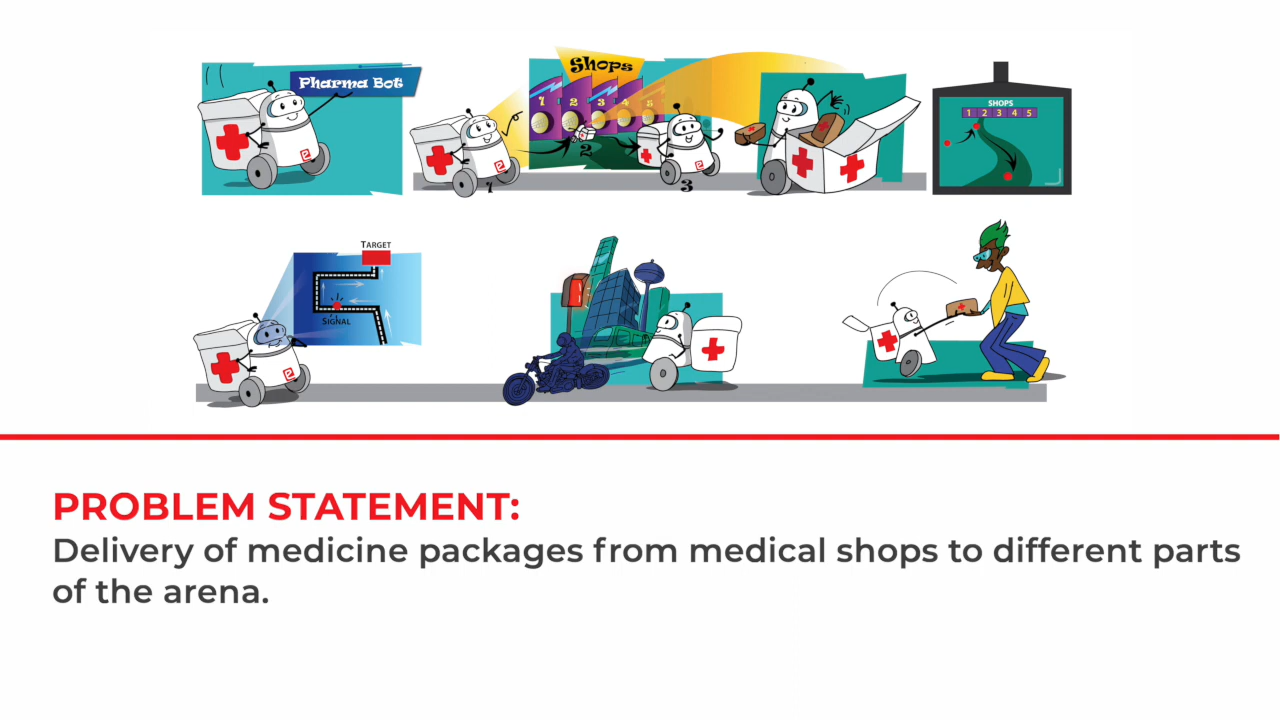 Pharma Bot
Shops
1 2 3 4 5
1
2
3
SHOPS
1 2 3 4 5
TARGET
SIGNAL
PROBLEM STATEMENT:
Delivery of medicine packages from medical shops to different parts
of the arena.